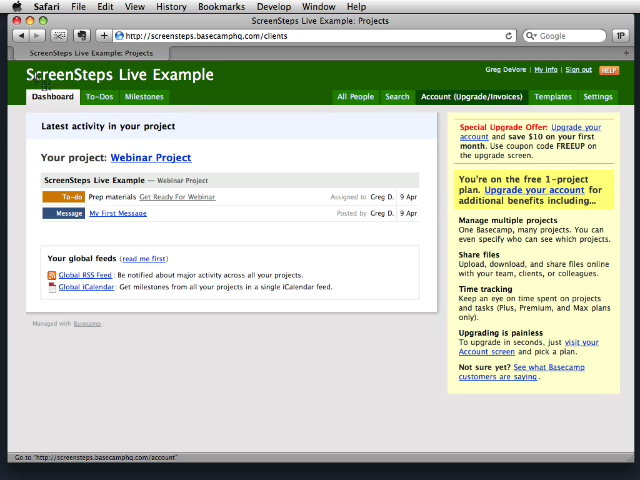 Safari File Edit View History Bookmarks Develop Window Help
ScreenSteps Live Example: Projects
http://screensteps.basecamphq.com/clients
Google
1P
ScreenSteps Live Example: Projects
ScreenSteps Live Example
Greg DeVore | My info | Sign out HELP
Dashboard To-Dos Milestones All People Search Account (Upgrade/Invoices) Templates Settings
Latest activity in your project
Your project: Webinar Project
ScreenSteps Live Example — Webinar Project
To-do Prep materials Get Ready For Webinar Assigned to Greg D. 9 Apr
Message My First Message Posted by Greg D. 9 Apr
Your global feeds (read me first)
Global RSS Feed: Be notified about major activity across all your projects.
Global iCalendar: Get milestones from all your projects in a single iCalendar feed.
Managed with Basecamp.
Special Upgrade Offer: Upgrade your
account and save $10 on your first
month. Use coupon code FREEUP on
the upgrade screen.
You're on the free 1-project
plan. Upgrade your account for
additional benefits including...
Manage multiple projects
One Basecamp, many projects. You can
even specify who can see which projects.
Share files
Upload, download, and share files online
with your team, clients, or colleagues.
Time tracking
Keep an eye on time spent on projects
and tasks (Plus, Premium, and Max plans
only).
Upgrading is painless
To upgrade in seconds, just visit your
Account screen and pick a plan.
Not sure yet? See what Basecamp
customers are saying.
Go to "http://screensteps.basecamphq.com/account"